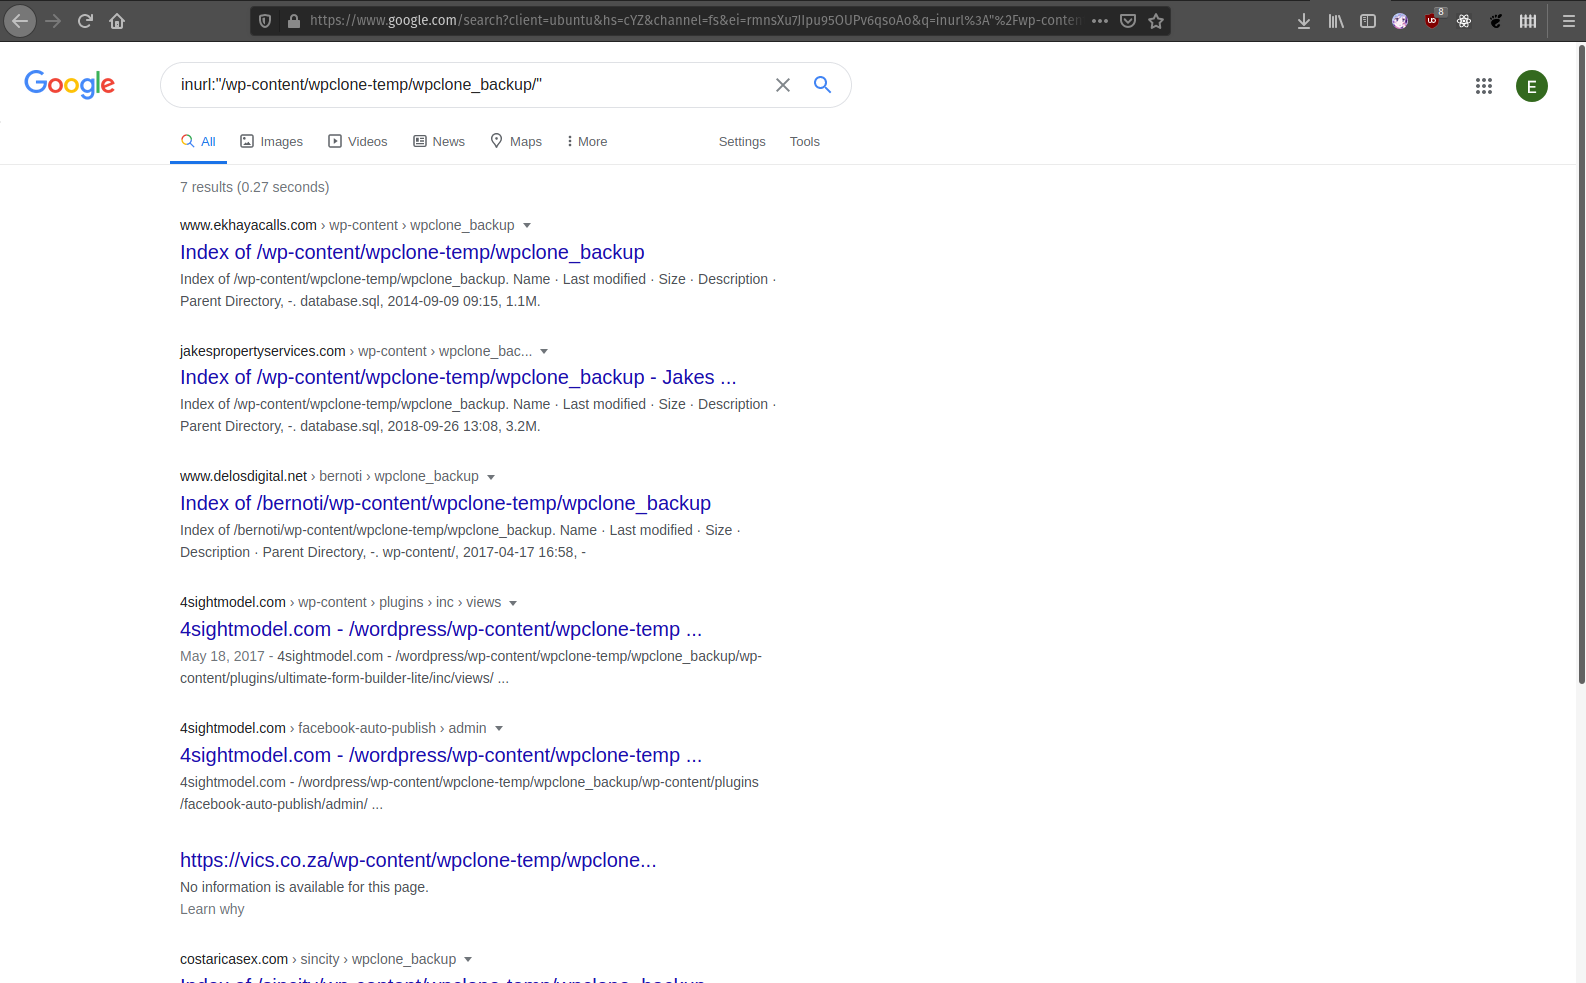 https://www.google.com/search?client=ubuntu&hs=cYZ&channel=fs&ei=rmnsXu7JIpu95OUPv6qsoAo&q=inurl%3A"%2Fwp-conten
8
Google
inurl:"/wp-content/wpclone-temp/wpclone_backup/"
E
All Images Videos News Maps More Settings Tools
7 results (0.27 seconds)
www.ekhayacalls.com › wp-content › wpclone_backup
Index of /wp-content/wpclone-temp/wpclone_backup
Index of /wp-content/wpclone-temp/wpclone_backup. Name · Last modified · Size · Description ·
Parent Directory, -. database.sql, 2014-09-09 09:15, 1.1M.
jakespropertyservices.com › wp-content › wpclone_bac...
Index of /wp-content/wpclone-temp/wpclone_backup - Jakes ...
Index of /wp-content/wpclone-temp/wpclone_backup. Name · Last modified · Size · Description ·
Parent Directory, -. database.sql, 2018-09-26 13:08, 3.2M.
www.delosdigital.net › bernoti › wpclone_backup
Index of /bernoti/wp-content/wpclone-temp/wpclone_backup
Index of /bernoti/wp-content/wpclone-temp/wpclone_backup. Name · Last modified · Size ·
Description · Parent Directory, -. wp-content/, 2017-04-17 16:58, -
4sightmodel.com › wp-content › plugins › inc › views
4sightmodel.com - /wordpress/wp-content/wpclone-temp ...
May 18, 2017 - 4sightmodel.com - /wordpress/wp-content/wpclone-temp/wpclone_backup/wp-
content/plugins/ultimate-form-builder-lite/inc/views/ ...
4sightmodel.com › facebook-auto-publish › admin
4sightmodel.com - /wordpress/wp-content/wpclone-temp ...
4sightmodel.com - /wordpress/wp-content/wpclone-temp/wpclone_backup/wp-content/plugins
/facebook-auto-publish/admin/ ...
https://vics.co.za/wp-content/wpclone-temp/wpclone...
No information is available for this page.
Learn why
costaricasex.com › sincity › wpclone_backup
Index of /sincity/wp-content/wpclone-temp/wpclone_backup